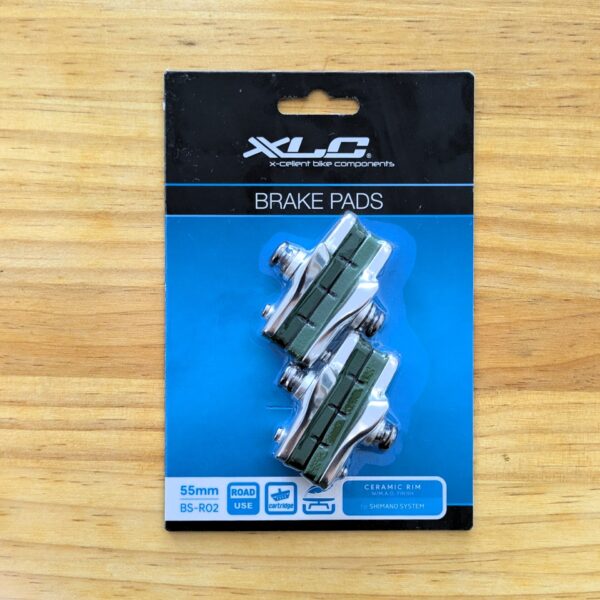 XLC®
x-cellent bike components
BRAKE PADS
55mm
BS-R02
ROAD
USE
cartridge
CERAMIC RIM
for SHIMANO SYSTEM